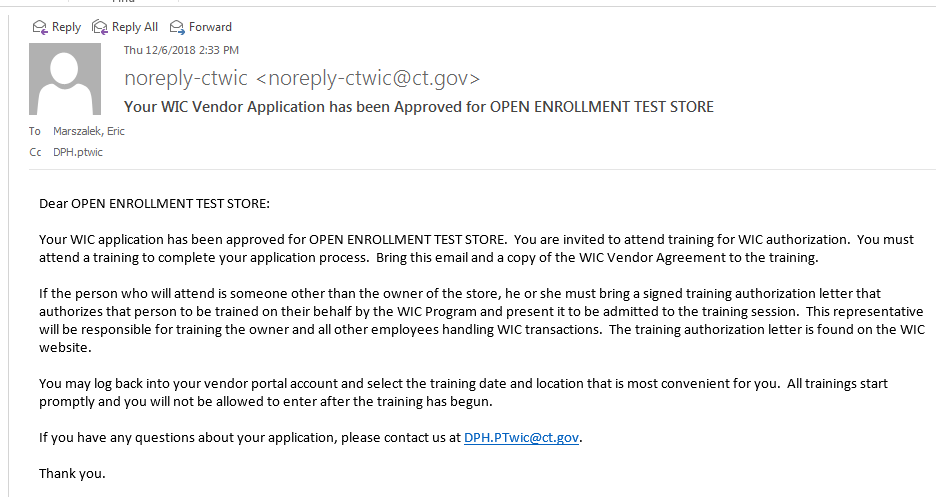 Reply Reply All Forward
Thu 12/6/2018 2:33 PM
noreply-ctwic <noreply-ctwic@ct.gov>
Your WIC Vendor Application has been Approved for OPEN ENROLLMENT TEST STORE
To Marszalek, Eric
Cc DPH.ptwic
Dear OPEN ENROLLMENT TEST STORE:
Your WIC application has been approved for OPEN ENROLLMENT TEST STORE.  You are invited to attend training for WIC authorization.  You must
attend a training to complete your application process.  Bring this email and a copy of the WIC Vendor Agreement to the training.
If the person who will attend is someone other than the owner of the store, he or she must bring a signed training authorization letter that
authorizes that person to be trained on their behalf by the WIC Program and present it to be admitted to the training session.  This representative
will be responsible for training the owner and all other employees handling WIC transactions.  The training authorization letter is found on the WIC
website.
You may log back into your vendor portal account and select the training date and location that is most convenient for you.  All trainings start
promptly and you will not be allowed to enter after the training has begun.
If you have any questions about your application, please contact us at DPH.PTwic@ct.gov.
Thank you.